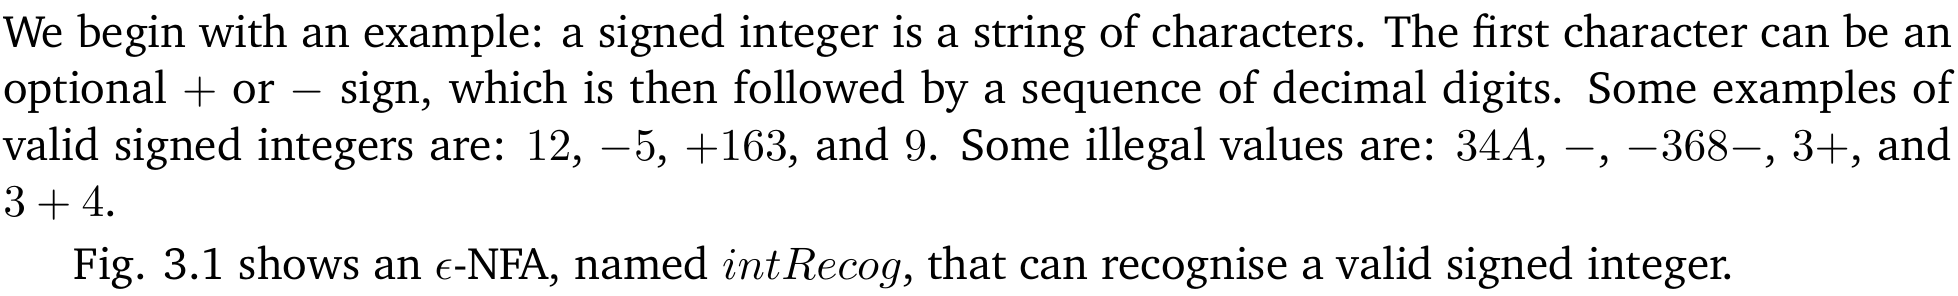 We begin with an example: a signed integer is a string of characters. The first character can be an
optional + or − sign, which is then followed by a sequence of decimal digits. Some examples of
valid signed integers are: 12, −5, +163, and 9. Some illegal values are: 34A, −, −368−, 3+, and
3 + 4.
Fig. 3.1 shows an ϵ-NFA, named intRecog, that can recognise a valid signed integer.